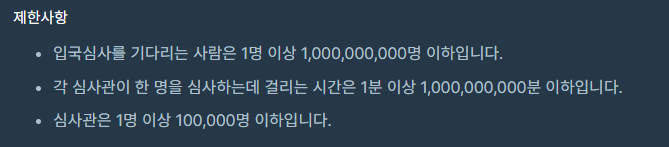 제한사항
• 입국심사를 기다리는 사람은 1명 이상 1,000,000,000명 이하입니다.
• 각 심사관이 한 명을 심사하는데 걸리는 시간은 1분 이상 1,000,000,000분 이하입니다.
• 심사관은 1명 이상 100,000명 이하입니다.